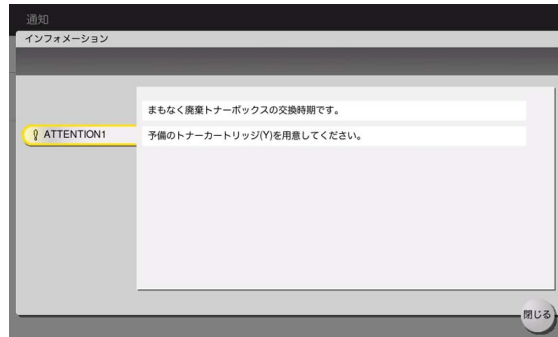 通知
インフォメーション
まもなく廃棄トナーボックスの交換時期です。
ATTENTION1
予備のトナーカートリッジ(Y)を用意してください。
閉じる